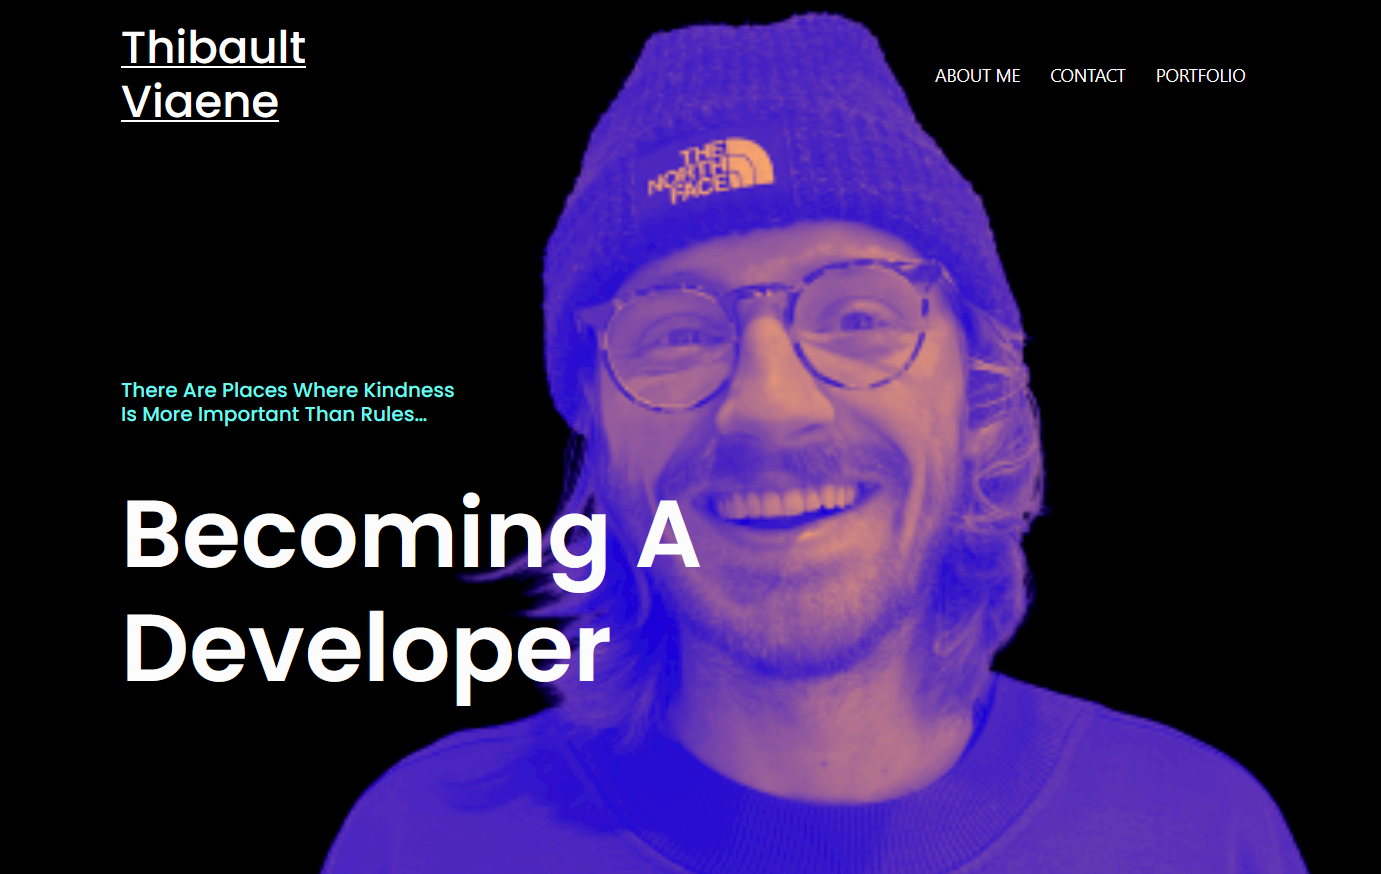 Thibault
Viaene
ABOUT ME CONTACT PORTFOLIO
THE
NORTH
FACE
There Are Places Where Kindness
Is More Important Than Rules...
Becoming A
Developer